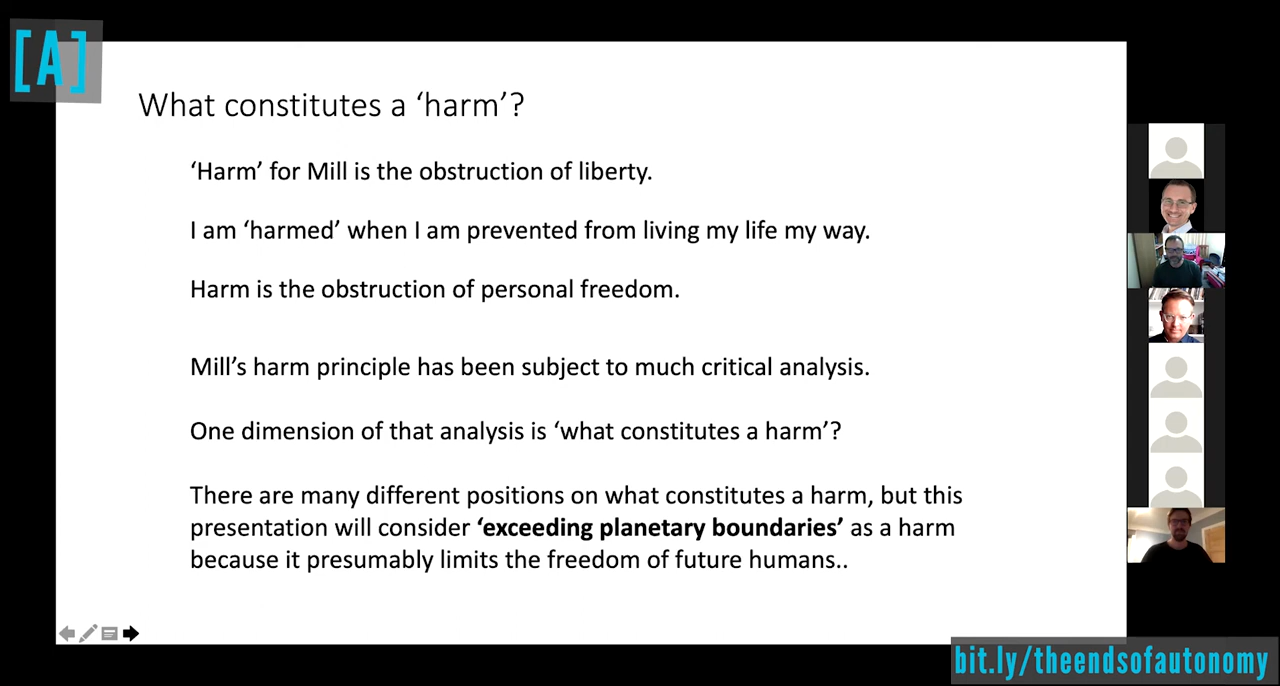 [A]
What constitutes a ‘harm’?
‘Harm’ for Mill is the obstruction of liberty.
I am ‘harmed’ when I am prevented from living my life my way.
Harm is the obstruction of personal freedom.
Mill’s harm principle has been subject to much critical analysis.
One dimension of that analysis is ‘what constitutes a harm’?
There are many different positions on what constitutes a harm, but this
presentation will consider ‘exceeding planetary boundaries’ as a harm
because it presumably limits the freedom of future humans..
bit.ly/theendsofautonomy